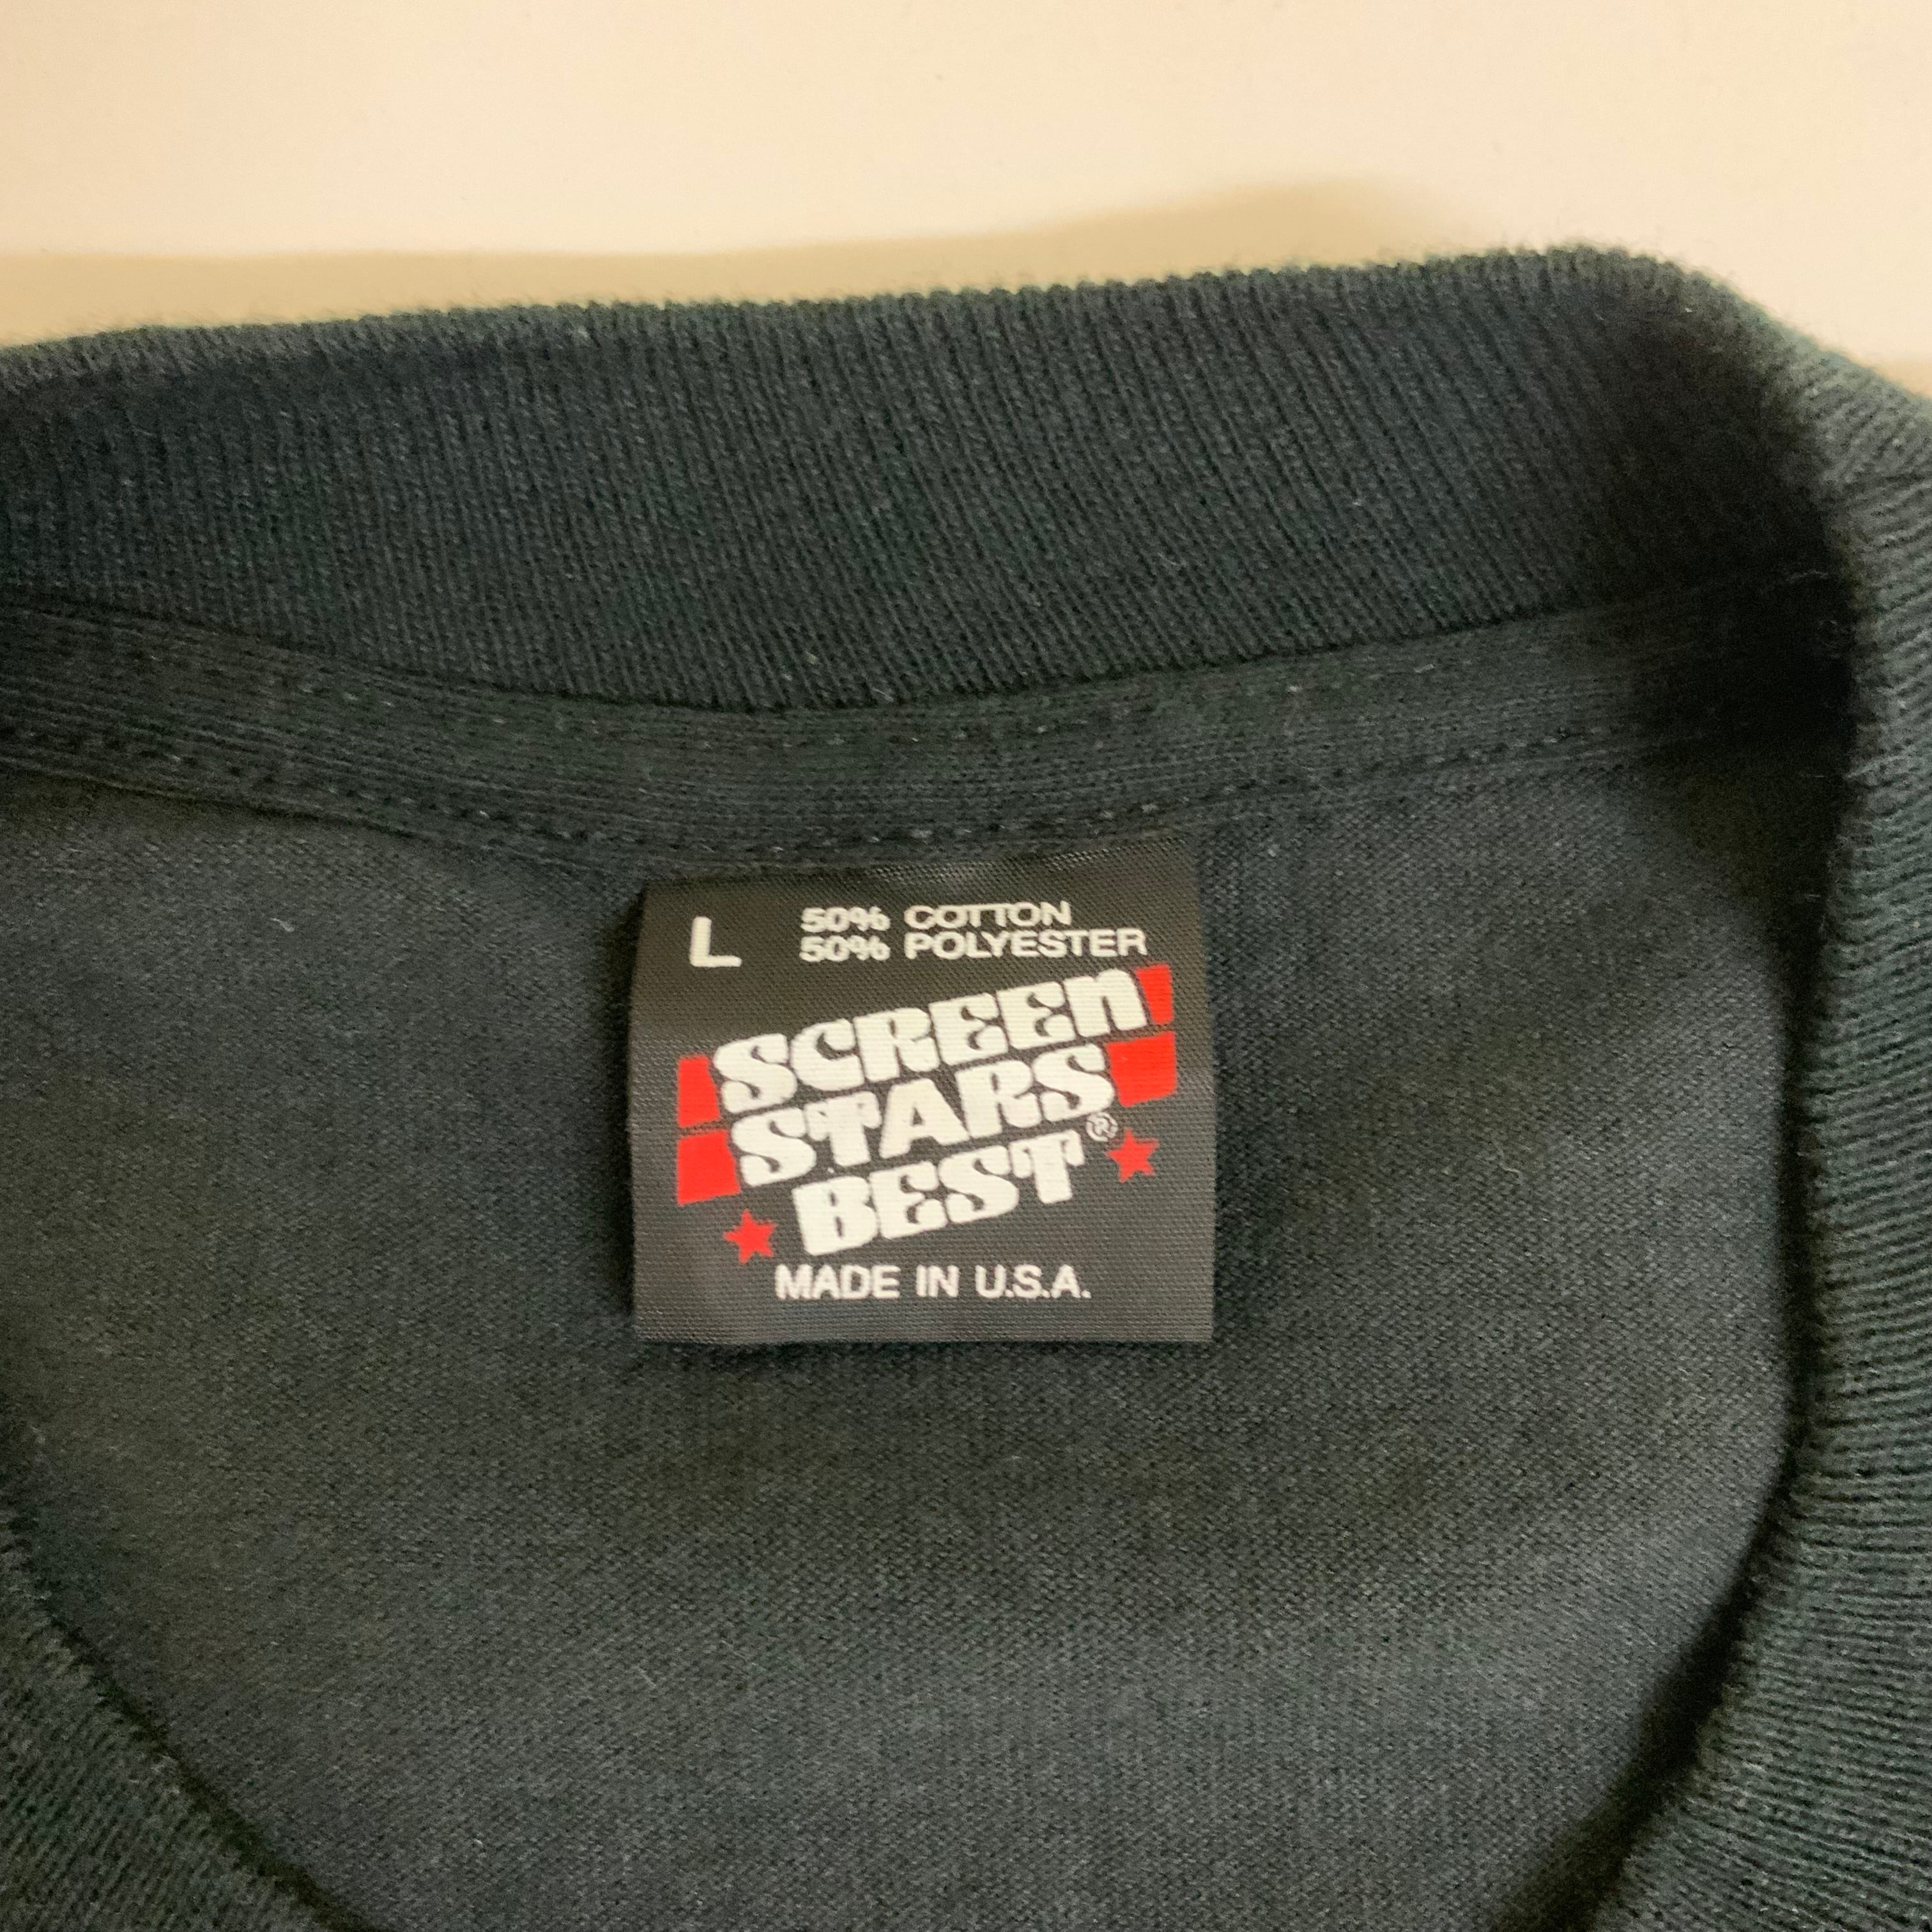 L
50% COTTON
50% POLYESTER
SCREEN
STARS
BEST®
MADE IN U.S.A.